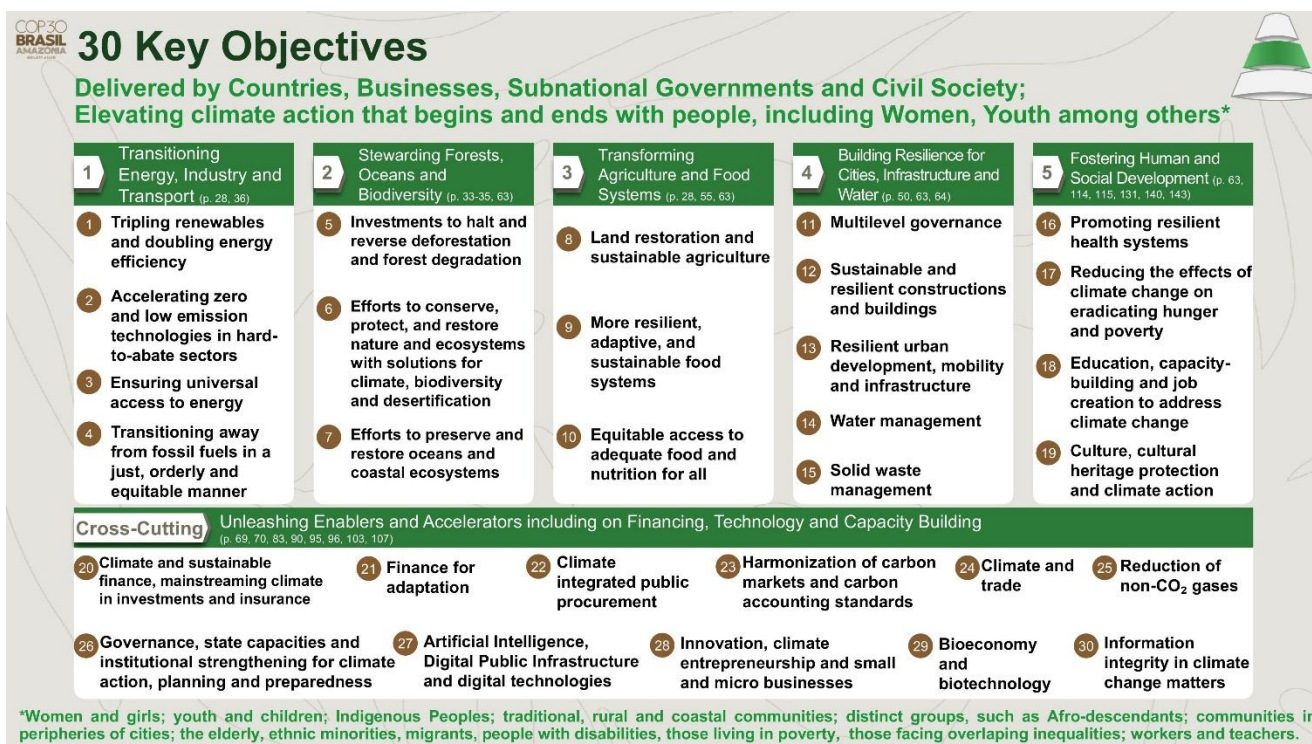 COP30
BRASIL
AMAZÔNIA
30 Key Objectives
Delivered by Countries, Businesses, Subnational Governments and Civil Society;
Elevating climate action that begins and ends with people, including Women, Youth among others*
1
Transitioning
Energy, Industry and
Transport (p. 28, 36)
1 Tripling renewables
and doubling energy
efficiency
2 Accelerating zero
and low emission
technologies in hard-
to-abate sectors
3 Ensuring universal
access to energy
4 Transitioning away
from fossil fuels in a
just, orderly and
equitable manner
2
Stewarding Forests,
Oceans and
Biodiversity (p. 33-35, 63)
5 Investments to halt and
reverse deforestation
and forest degradation
6 Efforts to conserve,
protect, and restore
nature and ecosystems
with solutions for
climate, biodiversity
and desertification
7 Efforts to preserve and
restore oceans and
coastal ecosystems
3
Transforming
Agriculture and Food
Systems (p. 28, 55, 63)
8 Land restoration and
sustainable agriculture
9 More resilient,
adaptive, and
sustainable food
systems
10 Equitable access to
adequate food and
nutrition for all
4
Building Resilience for
Cities, Infrastructure and
Water (p. 50, 63, 64)
11 Multilevel governance
12 Sustainable and
resilient constructions
and buildings
13 Resilient urban
development, mobility
and infrastructure
14 Water management
15 Solid waste
management
5
Fostering Human and
Social Development (p. 63,
114, 115, 131, 140, 143)
16 Promoting resilient
health systems
17 Reducing the effects of
climate change on
eradicating hunger
and poverty
18 Education, capacity-
building and job
creation to address
climate change
19 Culture, cultural
heritage protection
and climate action
Cross-Cutting
Unleashing Enablers and Accelerators including on Financing, Technology and Capacity Building
(p. 69, 70, 83, 90, 95, 96, 103, 107)
20 Climate and sustainable
finance, mainstreaming climate
in investments and insurance
21 Finance for
adaptation
22 Climate
integrated public
procurement
23 Harmonization of carbon
markets and carbon
accounting standards
24 Climate and
trade
25 Reduction of
non-CO₂ gases
26 Governance, state capacities and
institutional strengthening for climate
action, planning and preparedness
27 Artificial Intelligence,
Digital Public Infrastructure
and digital technologies
28 Innovation, climate
entrepreneurship and small
and micro businesses
29 Bioeconomy
and
biotechnology
30 Information
integrity in climate
change matters
*Women and girls; youth and children; Indigenous Peoples; traditional, rural and coastal communities; distinct groups, such as Afro-descendants; communities in
peripheries of cities; the elderly, ethnic minorities, migrants, people with disabilities, those living in poverty, those facing overlaping inequalities; workers and teachers.